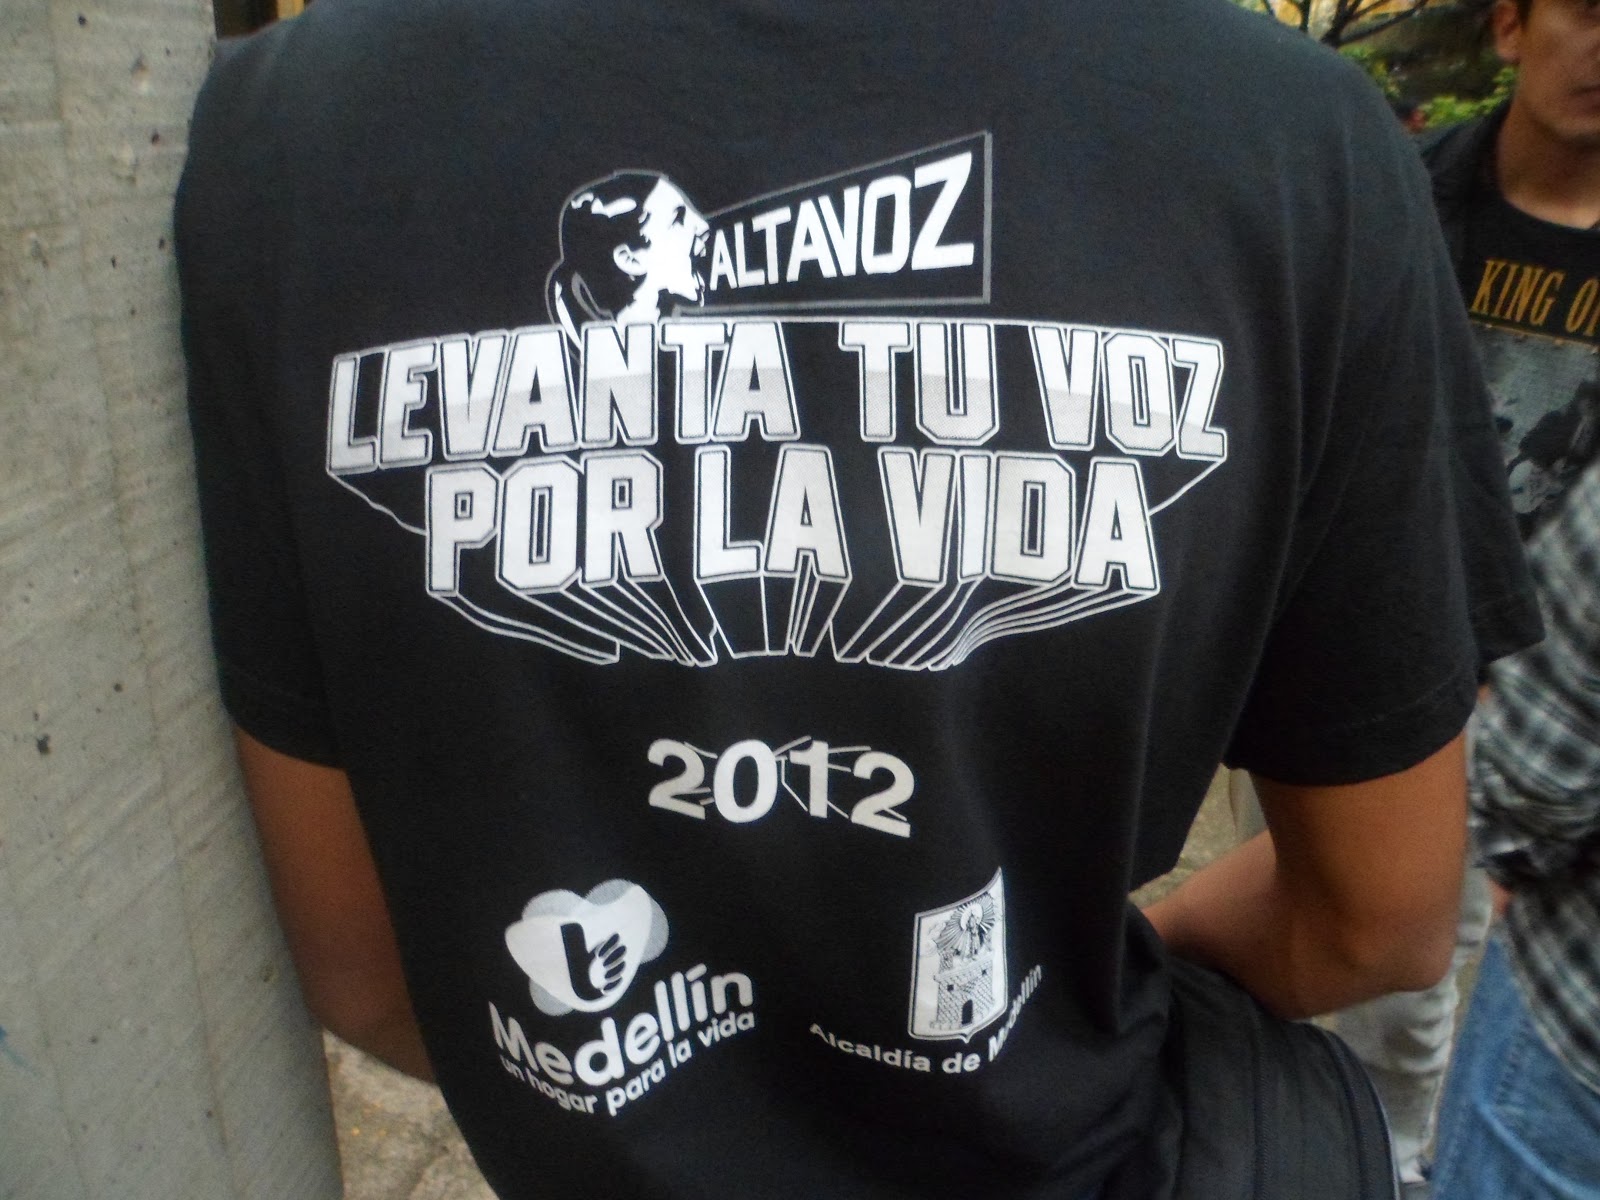 ALTAVOZ
LEVANTA TU VOZ
POR LA VIDA
2012
Medellín
un hogar para la vida
Alcaldía de Medellín
KING OF